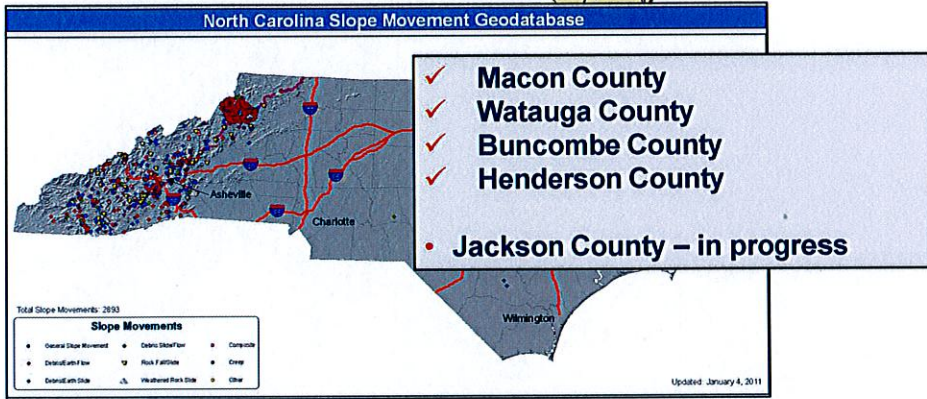 North Carolina Slope Movement Geodatabase
✓ Macon County
✓ Watauga County
✓ Buncombe County
✓ Henderson County
• Jackson County – in progress
Asheville
Charlotte
Wilmington
Total Slope Movements: 2893
Slope Movements
General Slope Movement
Debris Slide/Flow
Composite
Debris/Earth Flow
Rock Fall/Slide
Creep
Debris/Earth Slide
Weathered Rock Slide
Other
Updated: January 4, 2011